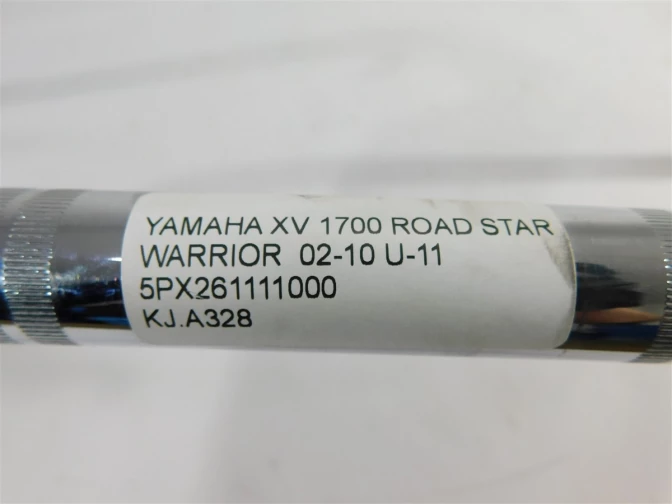 YAMAHA XV 1700 ROAD STAR
WARRIOR 02-10 U-11
5PX261111000
KJ.A328